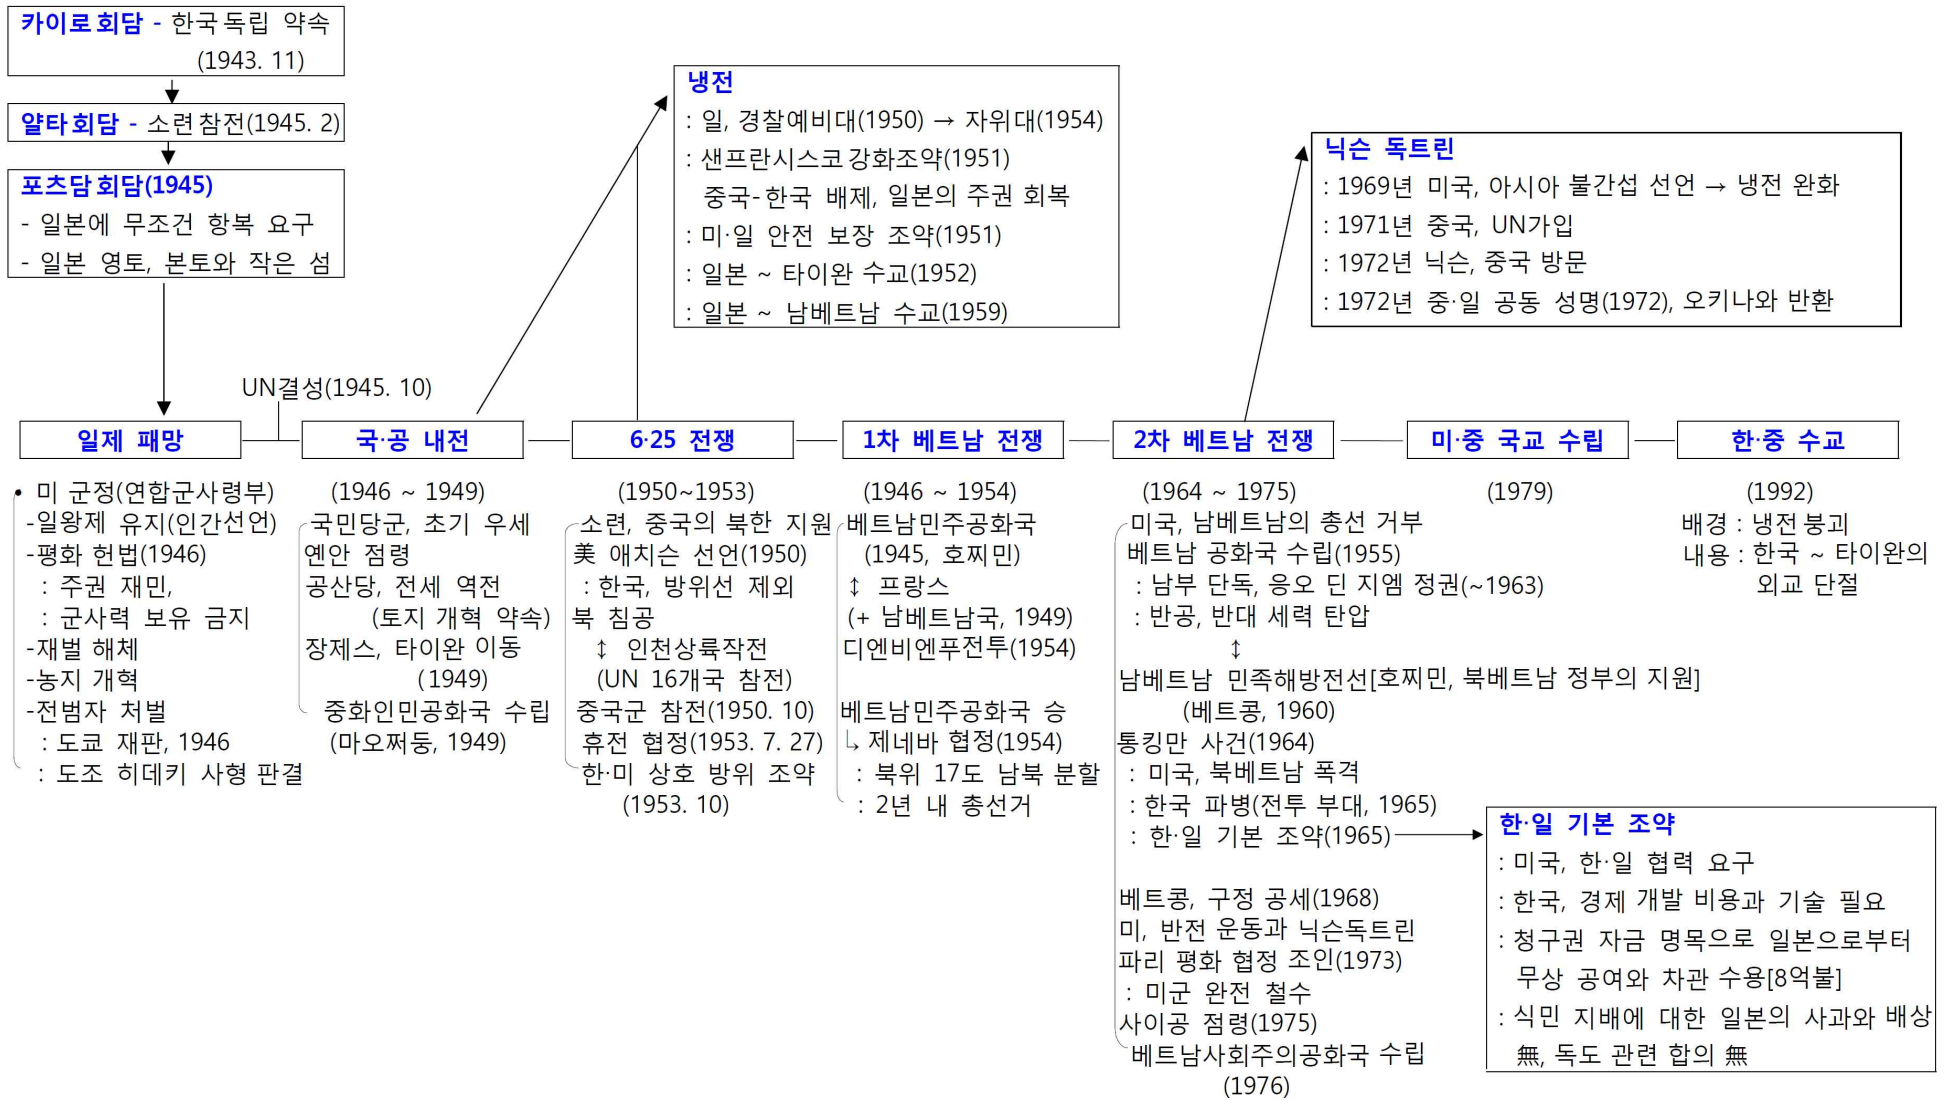 카이로 회담 - 한국 독립 약속
(1943. 11)
얄타 회담 - 소련 참전(1945. 2)
포츠담 회담(1945)
- 일본에 무조건 항복 요구
- 일본 영토, 본토와 작은 섬
냉전
: 일, 경찰예비대(1950) → 자위대(1954)
: 샌프란시스코 강화조약(1951)
중국-한국 배제, 일본의 주권 회복
: 미·일 안전 보장 조약(1951)
: 일본 ~ 타이완 수교(1952)
: 일본 ~ 남베트남 수교(1959)
닉슨 독트린
: 1969년 미국, 아시아 불간섭 선언 → 냉전 완화
: 1971년 중국, UN가입
: 1972년 닉슨, 중국 방문
: 1972년 중·일 공동 성명(1972), 오키나와 반환
UN결성(1945. 10)
일제 패망
• 미 군정(연합군사령부)
-일왕제 유지(인간선언)
-평화 헌법(1946)
: 주권 재민,
: 군사력 보유 금지
-재벌 해체
-농지 개혁
-전범자 처벌
: 도쿄 재판, 1946
: 도조 히데키 사형 판결
국·공 내전
(1946 ~ 1949)
국민당군, 초기 우세
옌안 점령
공산당, 전세 역전
(토지 개혁 약속)
장제스, 타이완 이동
(1949)
중화인민공화국 수립
(마오쩌둥, 1949)
6·25 전쟁
(1950~1953)
소련, 중국의 북한 지원
美 애치슨 선언(1950)
: 한국, 방위선 제외
북 침공
↕ 인천상륙작전
(UN 16개국 참전)
중국군 참전(1950. 10)
휴전 협정(1953. 7. 27)
한·미 상호 방위 조약
(1953. 10)
1차 베트남 전쟁
(1946 ~ 1954)
베트남민주공화국
(1945, 호찌민)
↕ 프랑스
(+ 남베트남국, 1949)
디엔비엔푸전투(1954)
베트남민주공화국 승
↳ 제네바 협정(1954)
: 북위 17도 남북 분할
: 2년 내 총선거
2차 베트남 전쟁
(1964 ~ 1975)
미국, 남베트남의 총선 거부
베트남 공화국 수립(1955)
: 남부 단독, 응오 딘 지엠 정권(~1963)
: 반공, 반대 세력 탄압
↕
남베트남 민족해방전선[호찌민, 북베트남 정부의 지원]
(베트콩, 1960)
통킹만 사건(1964)
: 미국, 북베트남 폭격
: 한국 파병(전투 부대, 1965)
: 한·일 기본 조약(1965)
베트콩, 구정 공세(1968)
미, 반전 운동과 닉슨독트린
파리 평화 협정 조인(1973)
: 미군 완전 철수
사이공 점령(1975)
베트남사회주의공화국 수립
(1976)
미·중 국교 수립
(1979)
한·중 수교
(1992)
배경 : 냉전 붕괴
내용 : 한국 ~ 타이완의
외교 단절
한·일 기본 조약
: 미국, 한·일 협력 요구
: 한국, 경제 개발 비용과 기술 필요
: 청구권 자금 명목으로 일본으로부터
무상 공여와 차관 수용[8억불]
: 식민 지배에 대한 일본의 사과와 배상
無, 독도 관련 합의 無